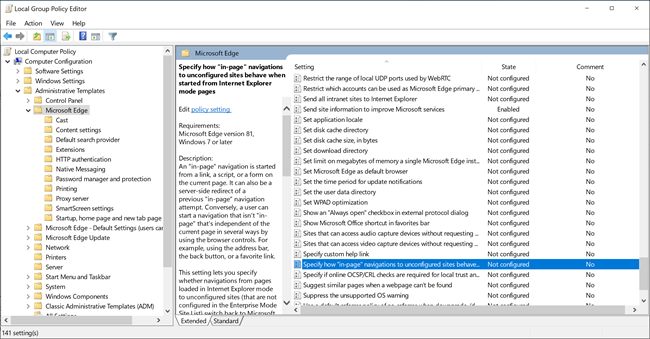 Local Group Policy Editor
File Action View Help
Local Computer Policy
Computer Configuration
Software Settings
Windows Settings
Administrative Templates
Control Panel
Microsoft Edge
Cast
Content settings
Default search provider
Extensions
HTTP authentication
Native Messaging
Password manager and protection
Printing
Proxy server
SmartScreen settings
Startup, home page and new tab page
Microsoft Edge - Default Settings (users can
Microsoft Edge Update
Network
Printers
Server
Start Menu and Taskbar
System
Windows Components
Classic Administrative Templates (ADM)
Microsoft Edge
Specify how "in-page" navigations
to unconfigured sites behave when
started from Internet Explorer
mode pages
Edit policy setting
Requirements:
Microsoft Edge version 81,
Windows 7 or later
Description:
An "in-page" navigation is started
from a link, a script, or a form on
the current page. It can also be a
server-side redirect of a
previous "in-page" navigation
attempt. Conversely, a user can
start a navigation that isn't "in-
page" that's independent of the
current page in several ways by
using the browser controls. For
example, using the address bar,
the back button, or a favorite link.
This setting lets you specify
whether navigations from pages
loaded in Internet Explorer mode
to unconfigured sites (that are not
configured in the Enterprise Mode
Site List) switch back to Microsoft
Setting State Comment
Restrict the range of local UDP ports used by WebRTC Not configured No
Restrict which accounts can be used as Microsoft Edge primary ... Not configured No
Send all intranet sites to Internet Explorer Not configured No
Send site information to improve Microsoft services Enabled No
Set application locale Not configured No
Set disk cache directory Not configured No
Set disk cache size, in bytes Not configured No
Set download directory Not configured No
Set limit on megabytes of memory a single Microsoft Edge inst... Not configured No
Set Microsoft Edge as default browser Not configured No
Set the time period for update notifications Not configured No
Set the user data directory Not configured No
Set WPAD optimization Not configured No
Show an "Always open" checkbox in external protocol dialog Not configured No
Show Microsoft Office shortcut in favorites bar Not configured No
Sites that can access audio capture devices without requesting ... Not configured No
Sites that can access video capture devices without requesting ... Not configured No
Specify custom help link Not configured No
Specify how "in-page" navigations to unconfigured sites behave... Not configured No
Specify if online OCSP/CRL checks are required for local trust an... Not configured No
Suggest similar pages when a webpage can't be found Not configured No
Suppress the unsupported OS warning Not configured No
Extended Standard
141 setting(s)